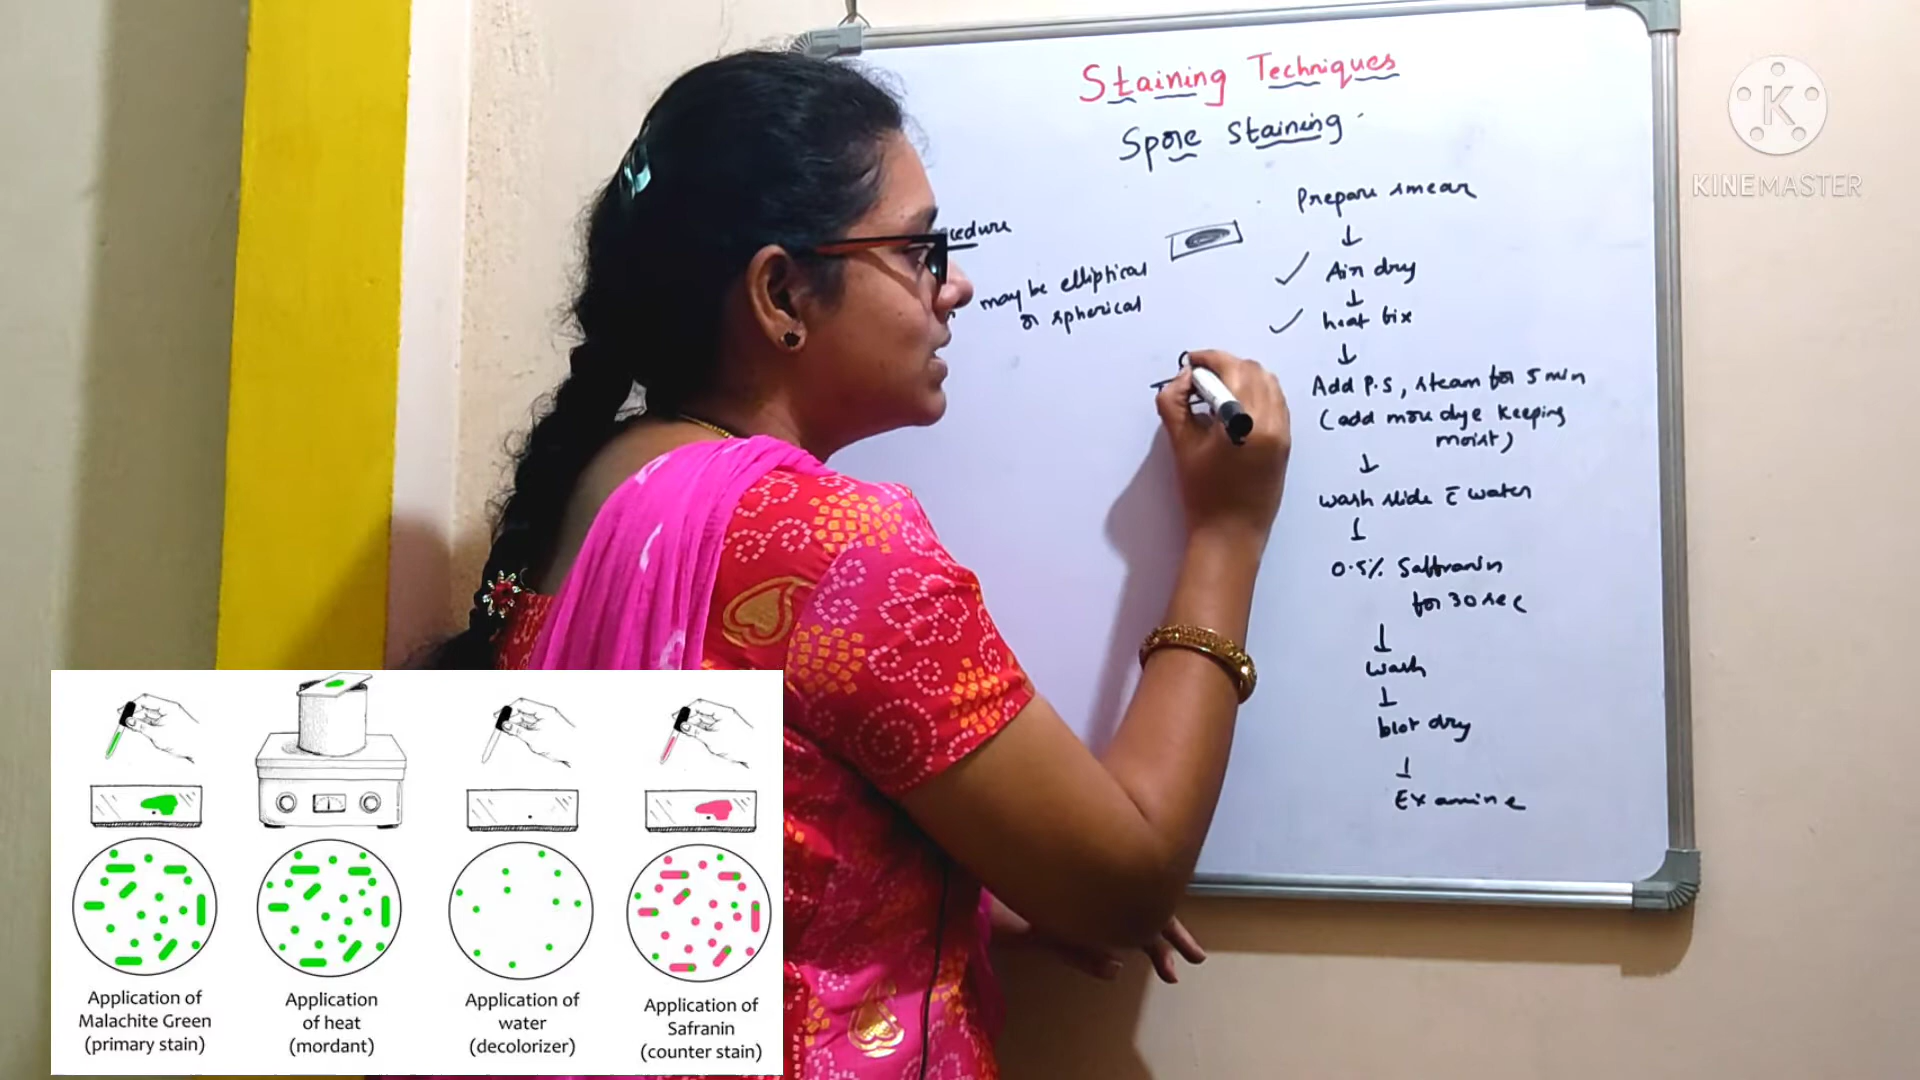 Staining Techniques
Spore Staining
cedure
may be elliptical
or spherical
Prepare smear
↓
✓ Air dry
↓
✓ heat fix
↓
Add P.S, steam for 5 min
(add more dye keeping
moist)
↓
wash slide c̄ water
↓
0.5% Saffranin
for 30 sec
↓
wash
↓
blot dry
↓
Examine
K
KINEMASTER
Application of
Malachite Green
(primary stain)
Application
of heat
(mordant)
Application of
water
(decolorizer)
Application of
Safranin
(counter stain)